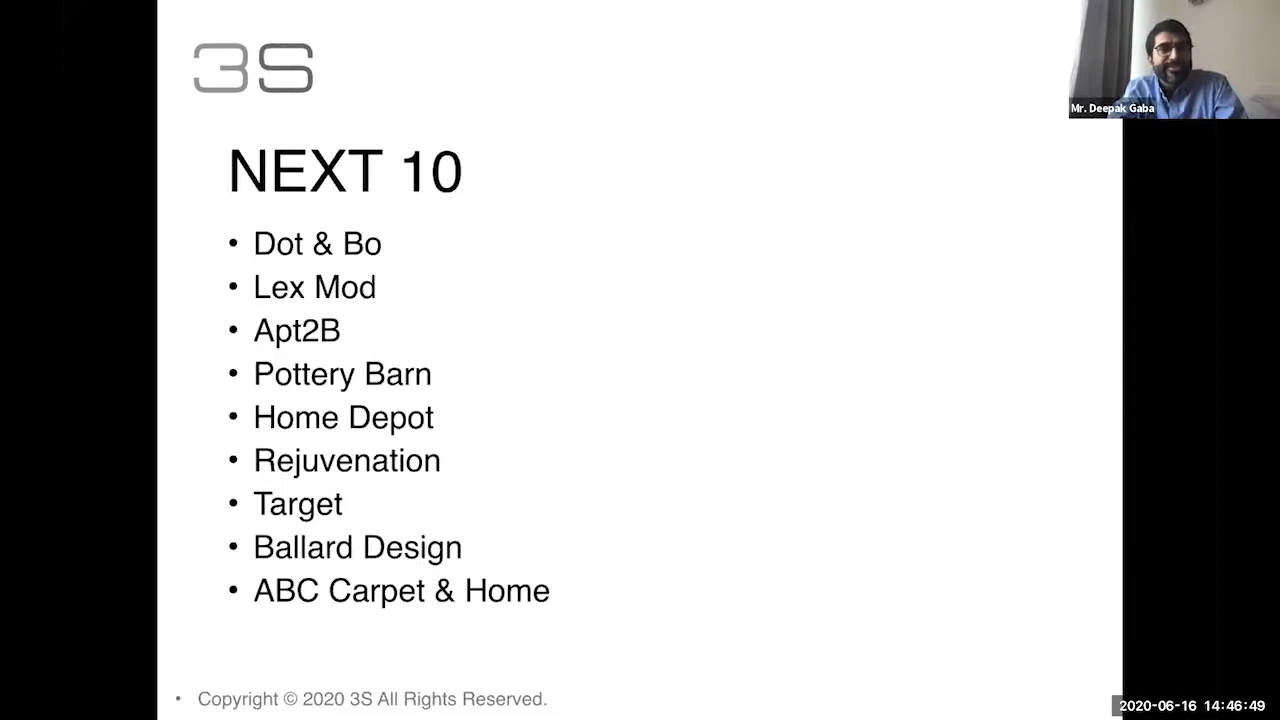 3S
Mr. Deepak Gaba
NEXT 10
• Dot & Bo
• Lex Mod
• Apt2B
• Pottery Barn
• Home Depot
• Rejuvenation
• Target
• Ballard Design
• ABC Carpet & Home
• Copyright © 2020 3S All Rights Reserved.
2020-06-16 14:46:49